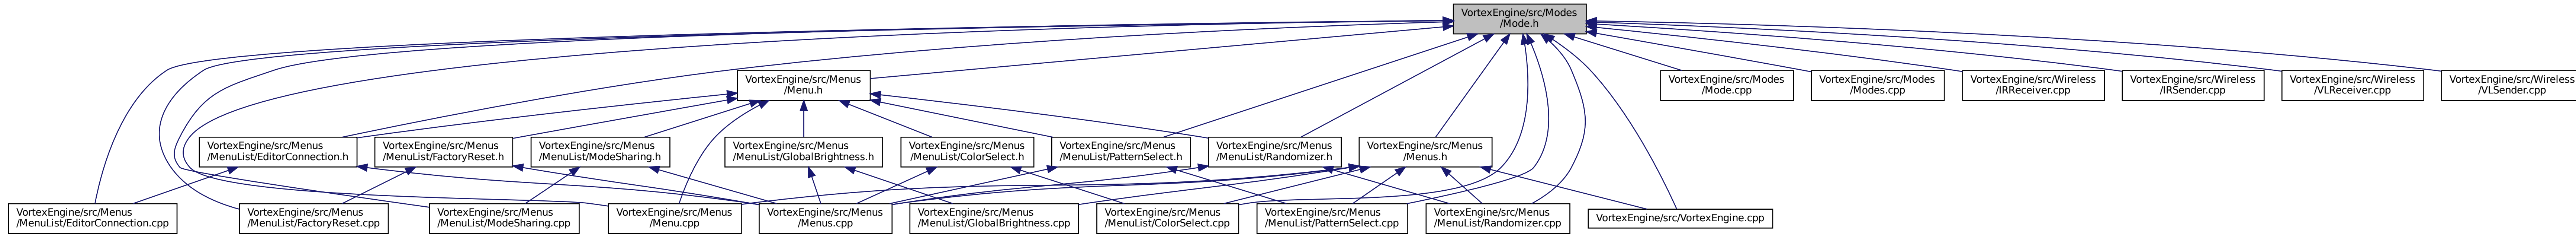 VortexEngine/src/Modes
/Mode.h
VortexEngine/src/Menus
/Menu.h
VortexEngine/src/Modes
/Mode.cpp
VortexEngine/src/Modes
/Modes.cpp
VortexEngine/src/Wireless
/IRReceiver.cpp
VortexEngine/src/Wireless
/IRSender.cpp
VortexEngine/src/Wireless
/VLReceiver.cpp
VortexEngine/src/Wireless
/VLSender.cpp
VortexEngine/src/Menus
/MenuList/EditorConnection.h
VortexEngine/src/Menus
/MenuList/FactoryReset.h
VortexEngine/src/Menus
/MenuList/ModeSharing.h
VortexEngine/src/Menus
/MenuList/GlobalBrightness.h
VortexEngine/src/Menus
/MenuList/ColorSelect.h
VortexEngine/src/Menus
/MenuList/PatternSelect.h
VortexEngine/src/Menus
/MenuList/Randomizer.h
VortexEngine/src/Menus
/Menus.h
VortexEngine/src/Menus
/MenuList/EditorConnection.cpp
VortexEngine/src/Menus
/MenuList/FactoryReset.cpp
VortexEngine/src/Menus
/MenuList/ModeSharing.cpp
VortexEngine/src/Menus
/Menu.cpp
VortexEngine/src/Menus
/Menus.cpp
VortexEngine/src/Menus
/MenuList/GlobalBrightness.cpp
VortexEngine/src/Menus
/MenuList/ColorSelect.cpp
VortexEngine/src/Menus
/MenuList/PatternSelect.cpp
VortexEngine/src/Menus
/MenuList/Randomizer.cpp
VortexEngine/src/VortexEngine.cpp